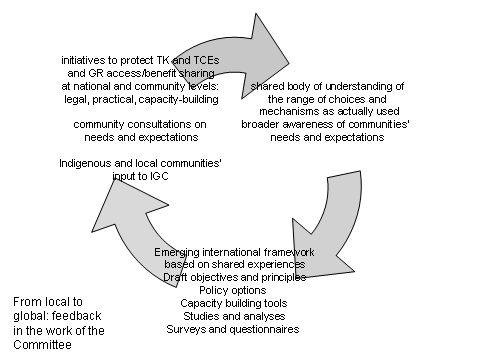 initiatives to protect TK and TCEs
and GR access/benefit sharing
at national and community levels:
legal, practical, capacity-building
community consultations on
needs and expectations
Indigenous and local communities'
input to IGC
shared body of understanding of
the range of choices and
mechanisms as actually used
broader awareness of communities'
needs and expectations
Emerging international framework
based on shared experiences
Draft objectives and principles
Policy options
Capacity building tools
Studies and analyses
Surveys and questionnaires
From local to
global: feedback
in the work of the
Committee